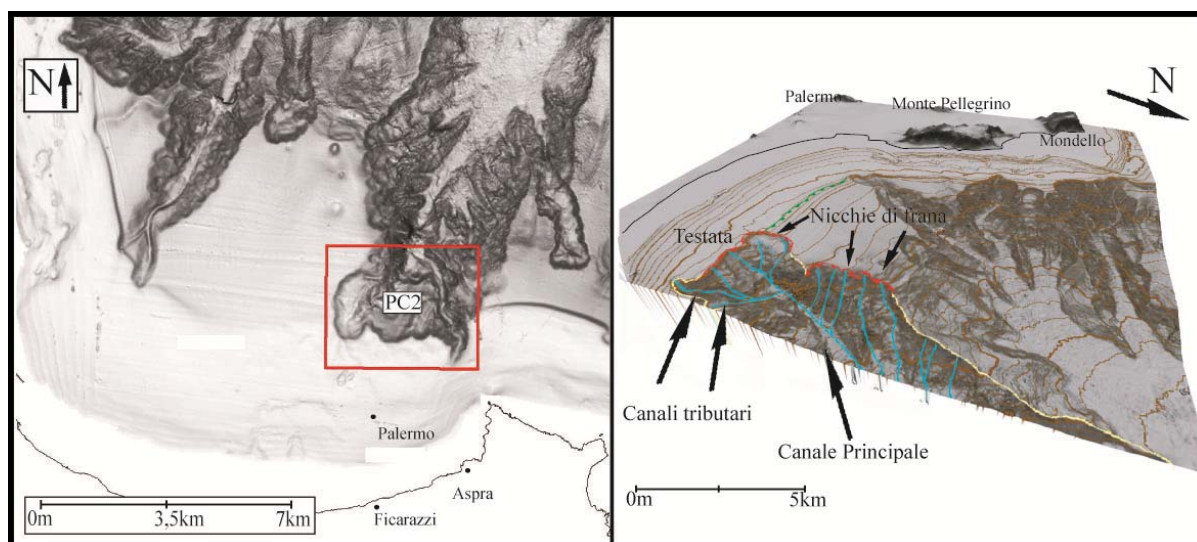 N
PC2
Palermo
Aspra
Ficarazzi
0m 3,5km 7km
N
Palermo
Monte Pellegrino
Mondello
Nicchie di frana
Testata
Canali tributari
Canale Principale
0m 5km